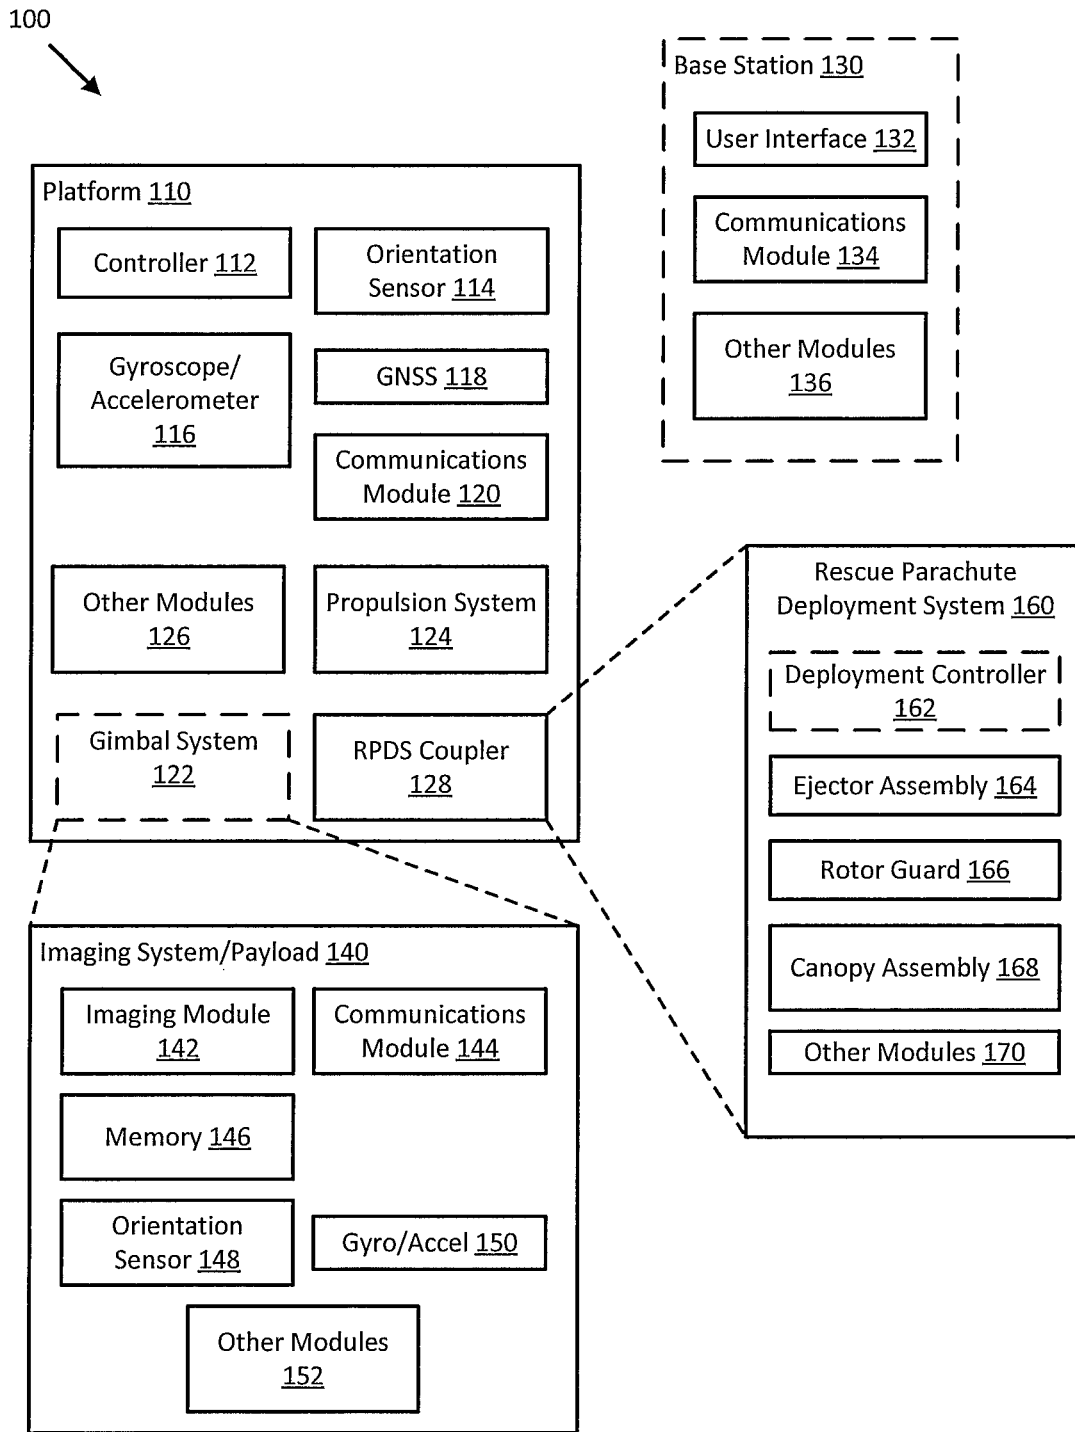 100
Platform 110
Controller 112
Orientation
Sensor 114
Gyroscope/
Accelerometer
116
GNSS 118
Communications
Module 120
Other Modules
126
Propulsion System
124
Gimbal System
122
RPDS Coupler
128
Base Station 130
User Interface 132
Communications
Module 134
Other Modules
136
Rescue Parachute
Deployment System 160
Deployment Controller
162
Ejector Assembly 164
Rotor Guard 166
Canopy Assembly 168
Other Modules 170
Imaging System/Payload 140
Imaging Module
142
Communications
Module 144
Memory 146
Orientation
Sensor 148
Gyro/Accel 150
Other Modules
152